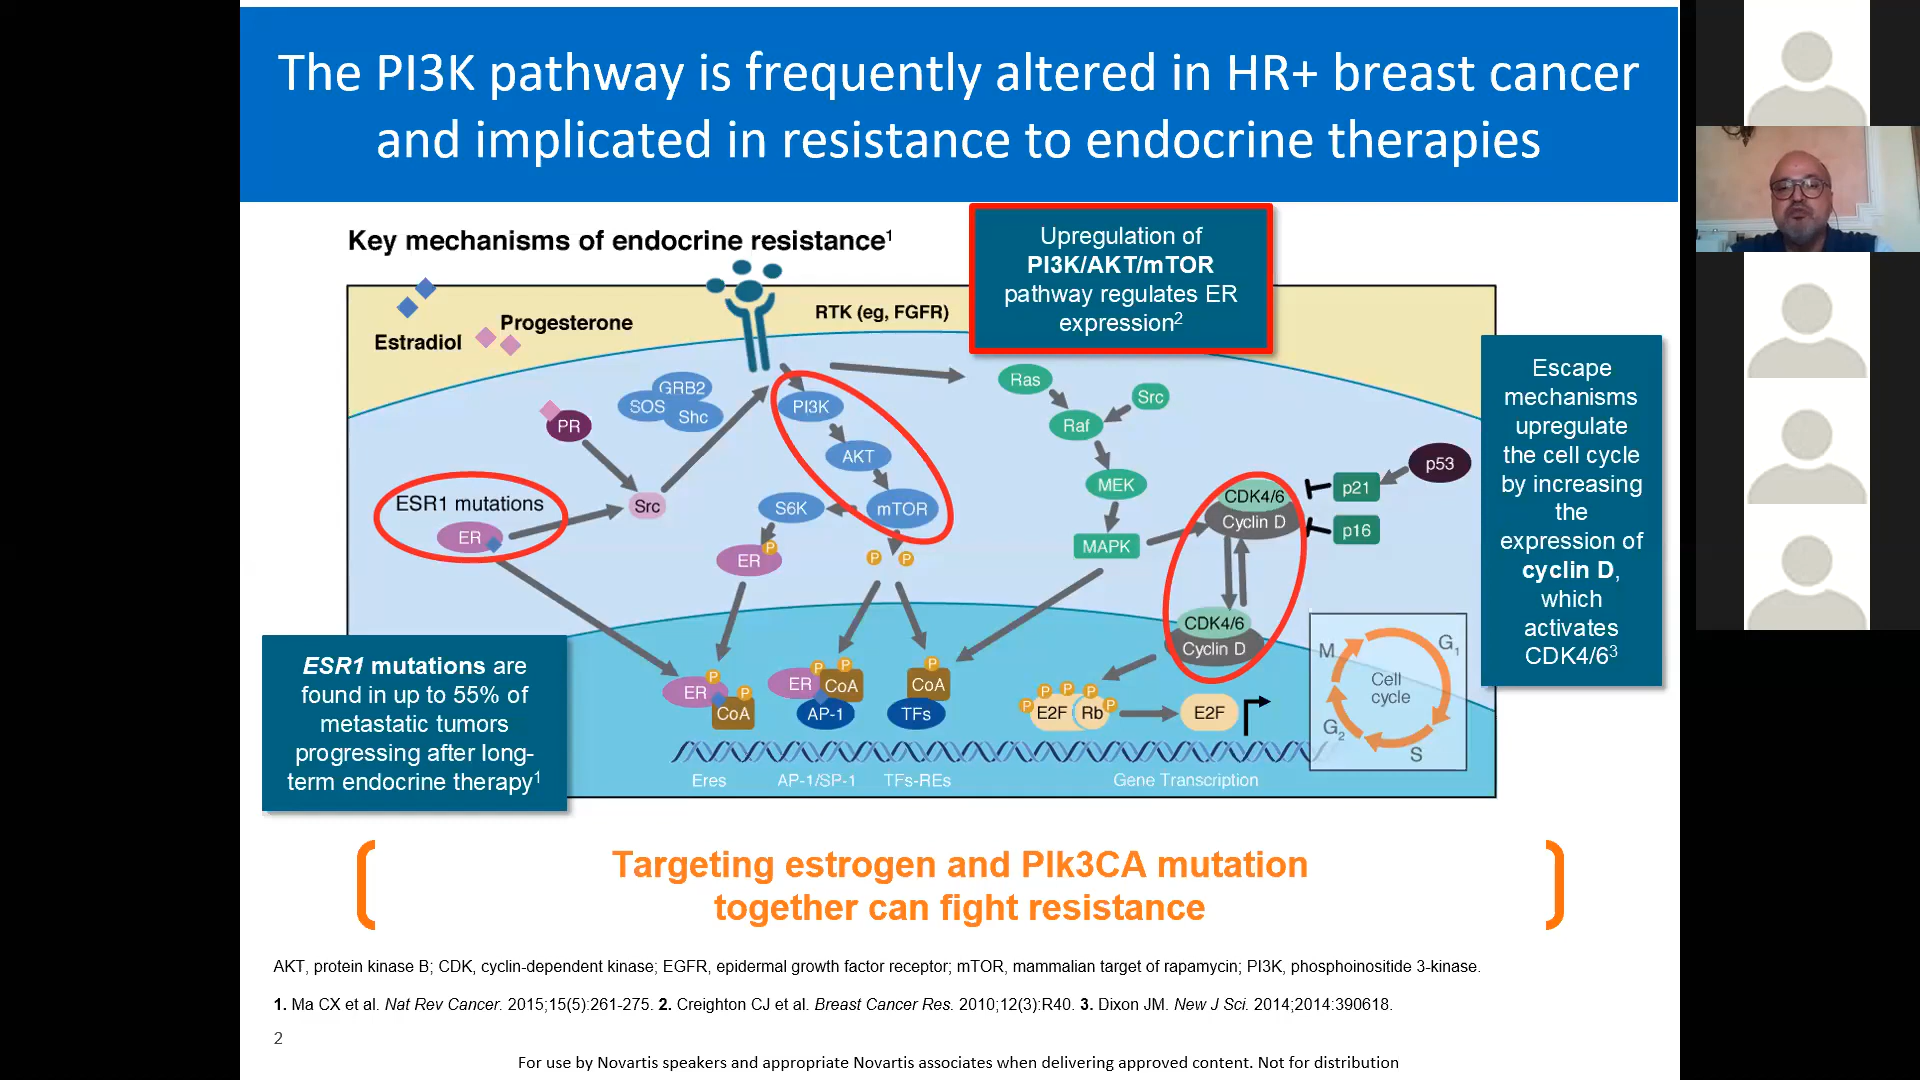 The PI3K pathway is frequently altered in HR+ breast cancer
and implicated in resistance to endocrine therapies
Key mechanisms of endocrine resistance1
Upregulation of
PI3K/AKT/mTOR
pathway regulates ER
expression2
Estradiol
Progesterone
RTK (eg, FGFR)
Escape
mechanisms
upregulate
the cell cycle
by increasing
the
expression of
cyclin D,
which
activates
CDK4/63
GRB2
SOS
Shc
PR
PI3K
AKT
mTOR
S6K
Ras
Src
Raf
MEK
MAPK
ESR1 mutations
ER
Src
ER
P
P
P
CDK4/6
Cyclin D
p21
p53
p16
CDK4/6
Cyclin D
ESR1 mutations are
found in up to 55% of
metastatic tumors
progressing after long-
term endocrine therapy1
P
ER
P
CoA
P
P
ER
CoA
AP-1
P
CoA
TFs
P
P
P
P
P
E2F
Rb
E2F
M
G1
Cell
cycle
G2
S
Eres
AP-1/SP-1
TFs-REs
Gene Transcription
Targeting estrogen and PIk3CA mutation
together can fight resistance
AKT, protein kinase B; CDK, cyclin-dependent kinase; EGFR, epidermal growth factor receptor; mTOR, mammalian target of rapamycin; PI3K, phosphoinositide 3-kinase.
1. Ma CX et al. Nat Rev Cancer. 2015;15(5):261-275. 2. Creighton CJ et al. Breast Cancer Res. 2010;12(3):R40. 3. Dixon JM. New J Sci. 2014;2014:390618.
2
For use by Novartis speakers and appropriate Novartis associates when delivering approved content. Not for distribution